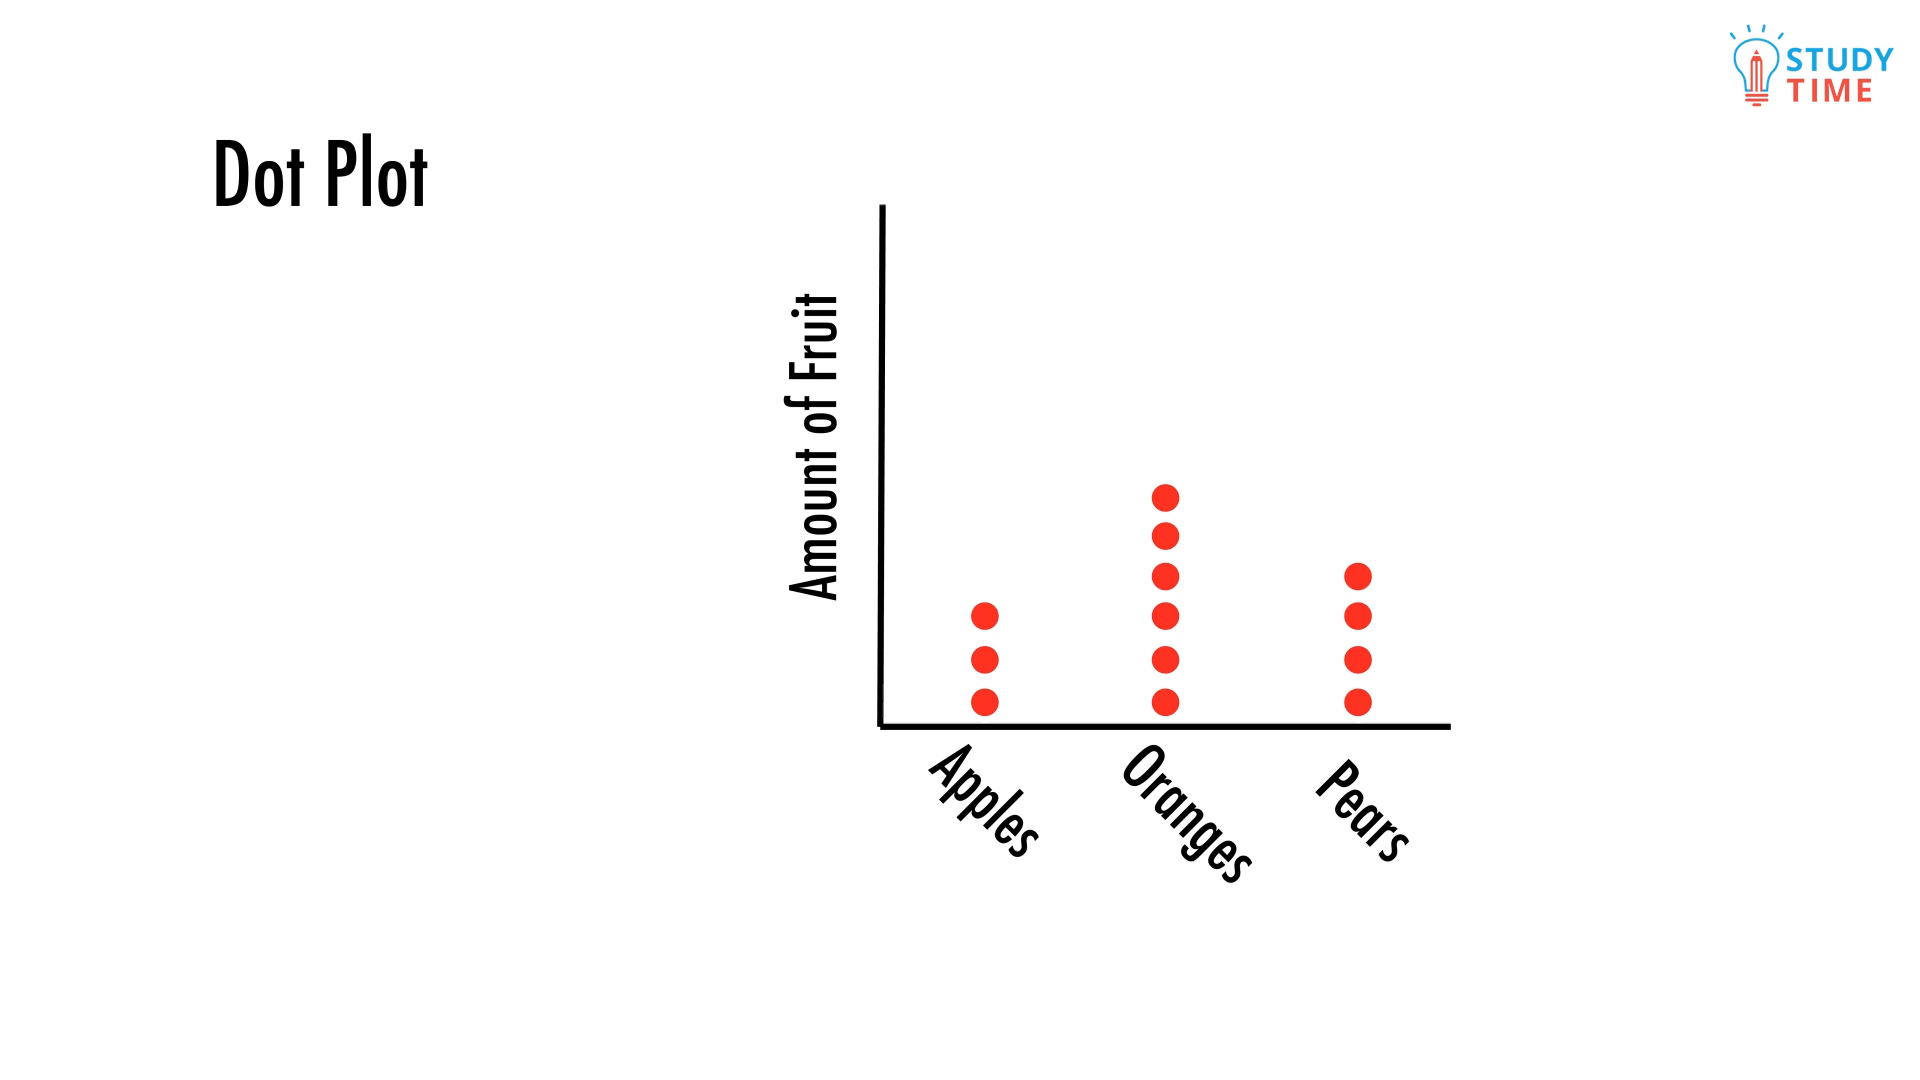 STUDY
TIME
Dot Plot
Amount of Fruit
Apples
Oranges
Pears